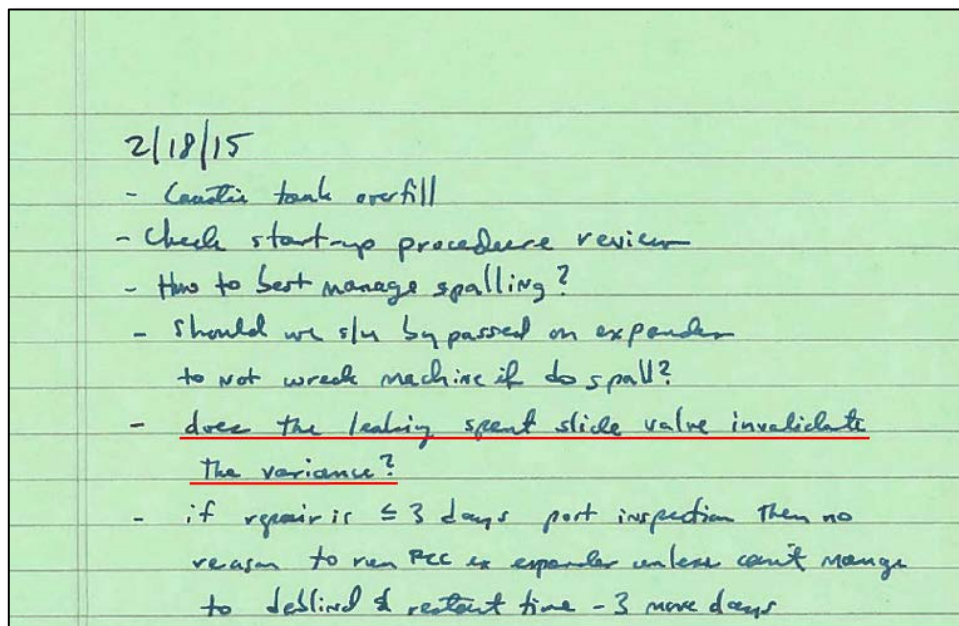 2/18/15
- Caustic tank overfill
- Check start-up procedure review
- How to best manage spalling?
- Should we s/u bypassed on expander
to not wreck machine if do spall?
- does the leaking spent slide valve invalidate
the variance?
- if repair is ≤ 3 days post inspection then no
reason to run FCC ex expander unless can't manage
to deblind & restart time - 3 more days